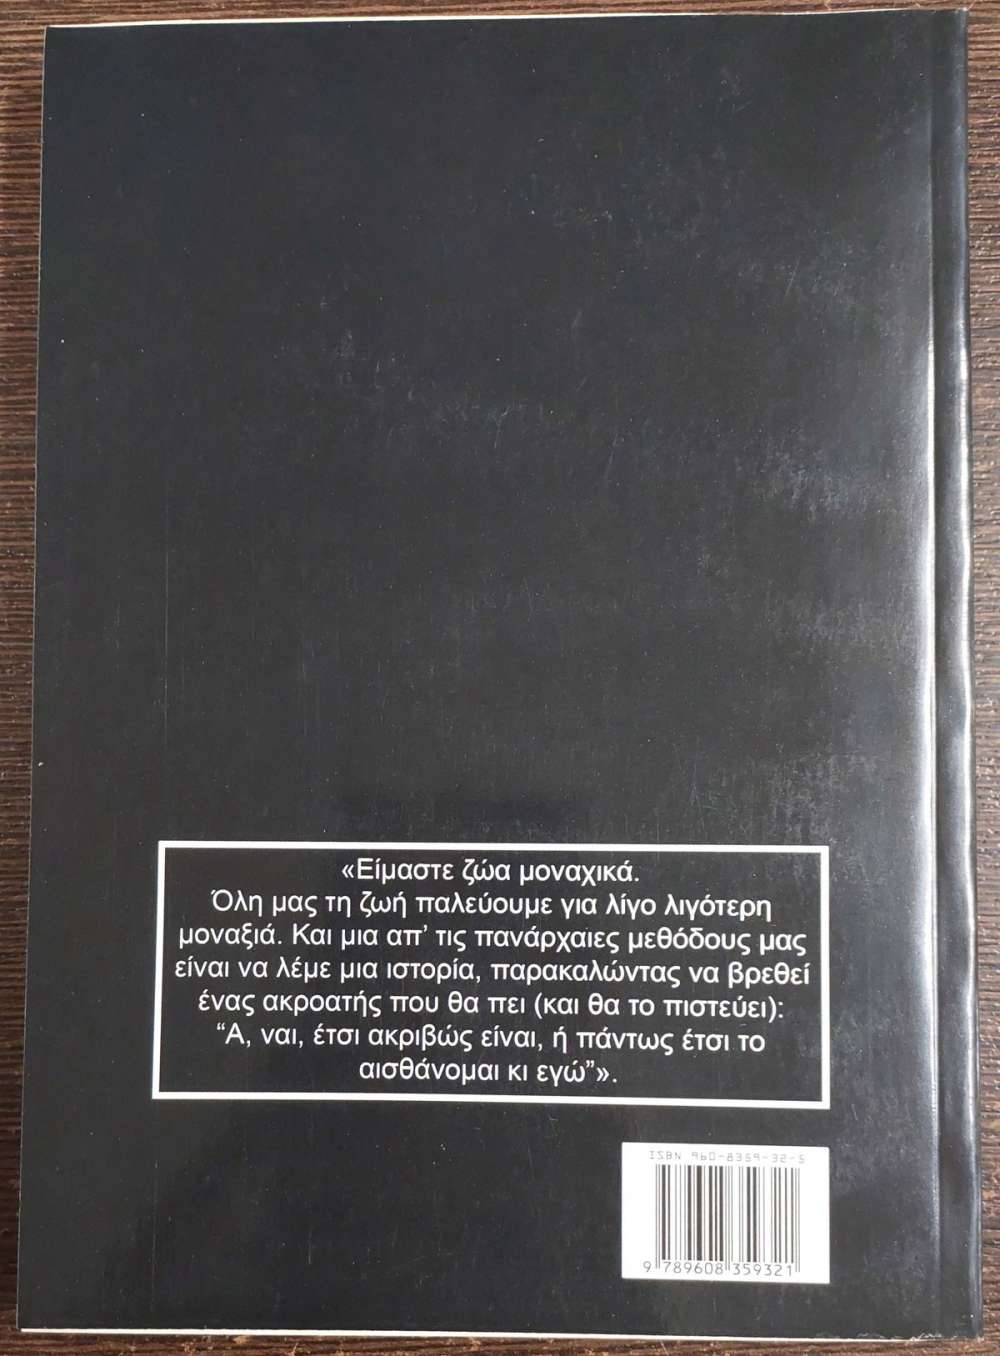 «Είμαστε ζώα μοναχικά.
Όλη μας τη ζωή παλεύουμε για λίγο λιγότερη
μοναξιά. Και μια απ’ τις πανάρχαιες μεθόδους μας
είναι να λέμε μια ιστορία, παρακαλώντας να βρεθεί
ένας ακροατής που θα πει (και θα το πιστεύει):
“Α, ναι, έτσι ακριβώς είναι, ή πάντως έτσι το
αισθάνομαι κι εγώ”».
ISBN 960-8359-32-5
9 789608 359321